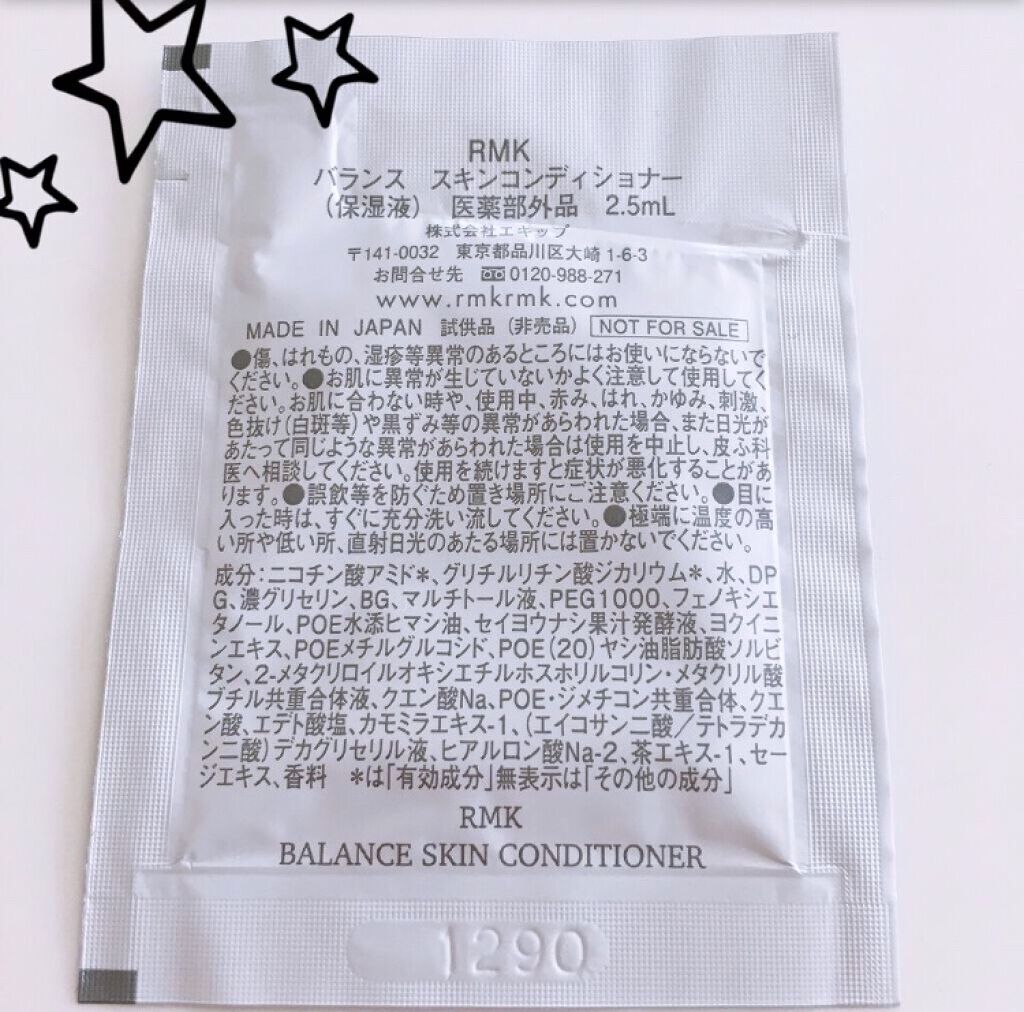 RMK
バランス　スキンコンディショナー
（保湿液）　医薬部外品　2.5mL
株式会社エキップ
〒141-0032　東京都品川区大崎1-6-3
お問合せ先　0120-988-271
www.rmkrmk.com
MADE IN JAPAN 試供品（非売品） NOT FOR SALE
●傷、はれもの、湿疹等異常のあるところにはお使いにならないで
ください。●お肌に異常が生じていないかよく注意して使用してく
ださい。お肌に合わない時や、使用中、赤み、はれ、かゆみ、刺激、
色抜け（白斑等）や黒ずみ等の異常があらわれた場合、また日光が
あたって同じような異常があらわれた場合は使用を中止し、皮ふ科
医へ相談してください。使用を続けますと症状が悪化することがあ
ります。●誤飲等を防ぐため置き場所にご注意ください。●目に
入った時は、すぐに充分洗い流してください。●極端に温度の高
い所や低い所、直射日光のあたる場所には置かないでください。
成分：ニコチン酸アミド＊、グリチルリチン酸ジカリウム＊、水、DP
G、濃グリセリン、BG、マルチトール液、PEG1000、フェノキシエ
タノール、POE水添ヒマシ油、セイヨウナシ果汁発酵液、ヨクイニ
ンエキス、POEメチルグルコシド、POE（20）ヤシ油脂肪酸ソルビ
タン、2-メタクリロイルオキシエチルホスホリルコリン・メタクリル酸
ブチル共重合体液、クエン酸Na、POE・ジメチコン共重合体、クエ
ン酸、エデト酸塩、カモミラエキス-1、（エイコサン二酸／テトラデカ
ン二酸）デカグリセリル液、ヒアルロン酸Na-2、茶エキス-1、セー
ジエキス、香料　＊は「有効成分」無表示は「その他の成分」
RMK
BALANCE SKIN CONDITIONER
1290